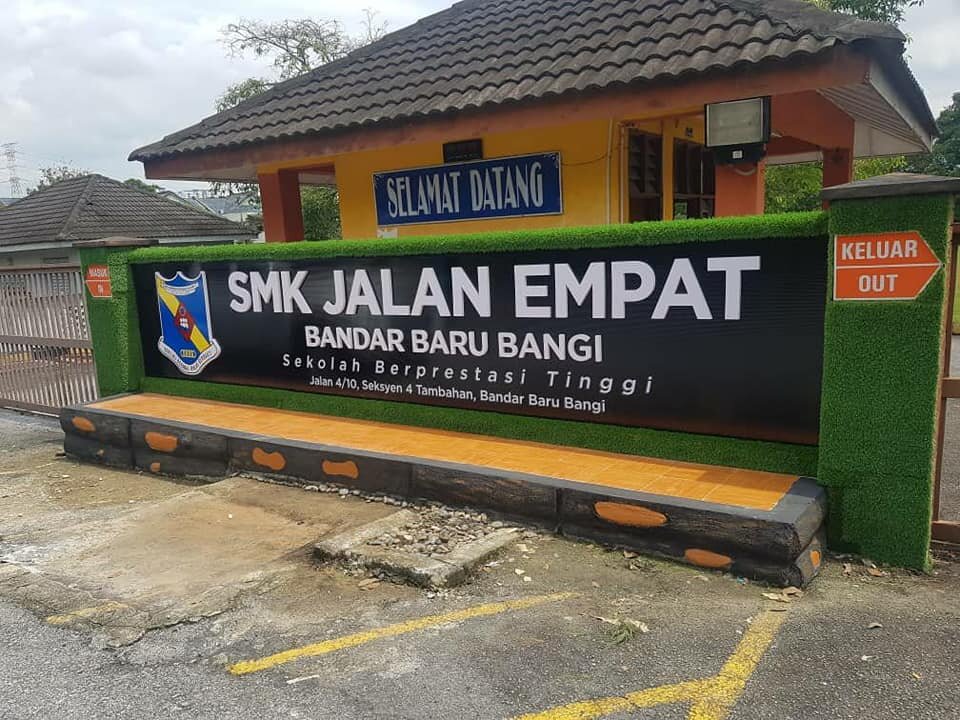 SELAMAT DATANG
MASUK
IN
SMK JALAN EMPAT
BANDAR BARU BANGI
Sekolah Berprestasi Tinggi
Jalan 4/10, Seksyen 4 Tambahan, Bandar Baru Bangi
KELUAR
OUT